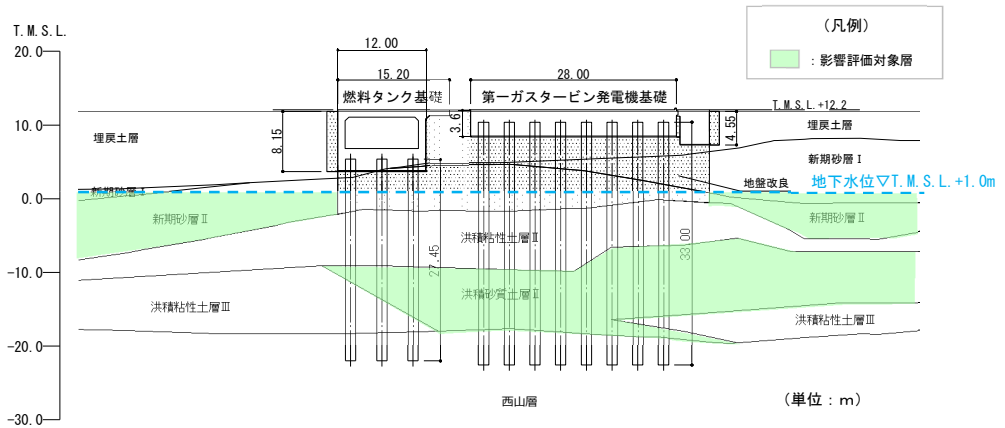 T.M.S.L.
20.0
10.0
0.0
-10.0
-20.0
-30.0
(凡例)
：影響評価対象層
12.00
15.20
28.00
燃料タンク基礎
第一ガスタービン発電機基礎
T.M.S.L.+12.2
8.15
3.6
4.55
埋戻土層
埋戻土層
新期砂層Ⅰ
新期砂層Ⅰ
地盤改良
地下水位▽T.M.S.L.+1.0m
新期砂層Ⅱ
新期砂層Ⅱ
洪積粘性土層Ⅱ
27.45
33.00
洪積砂質土層Ⅱ
洪積粘性土層Ⅲ
洪積粘性土層Ⅲ
西山層
(単位：m)